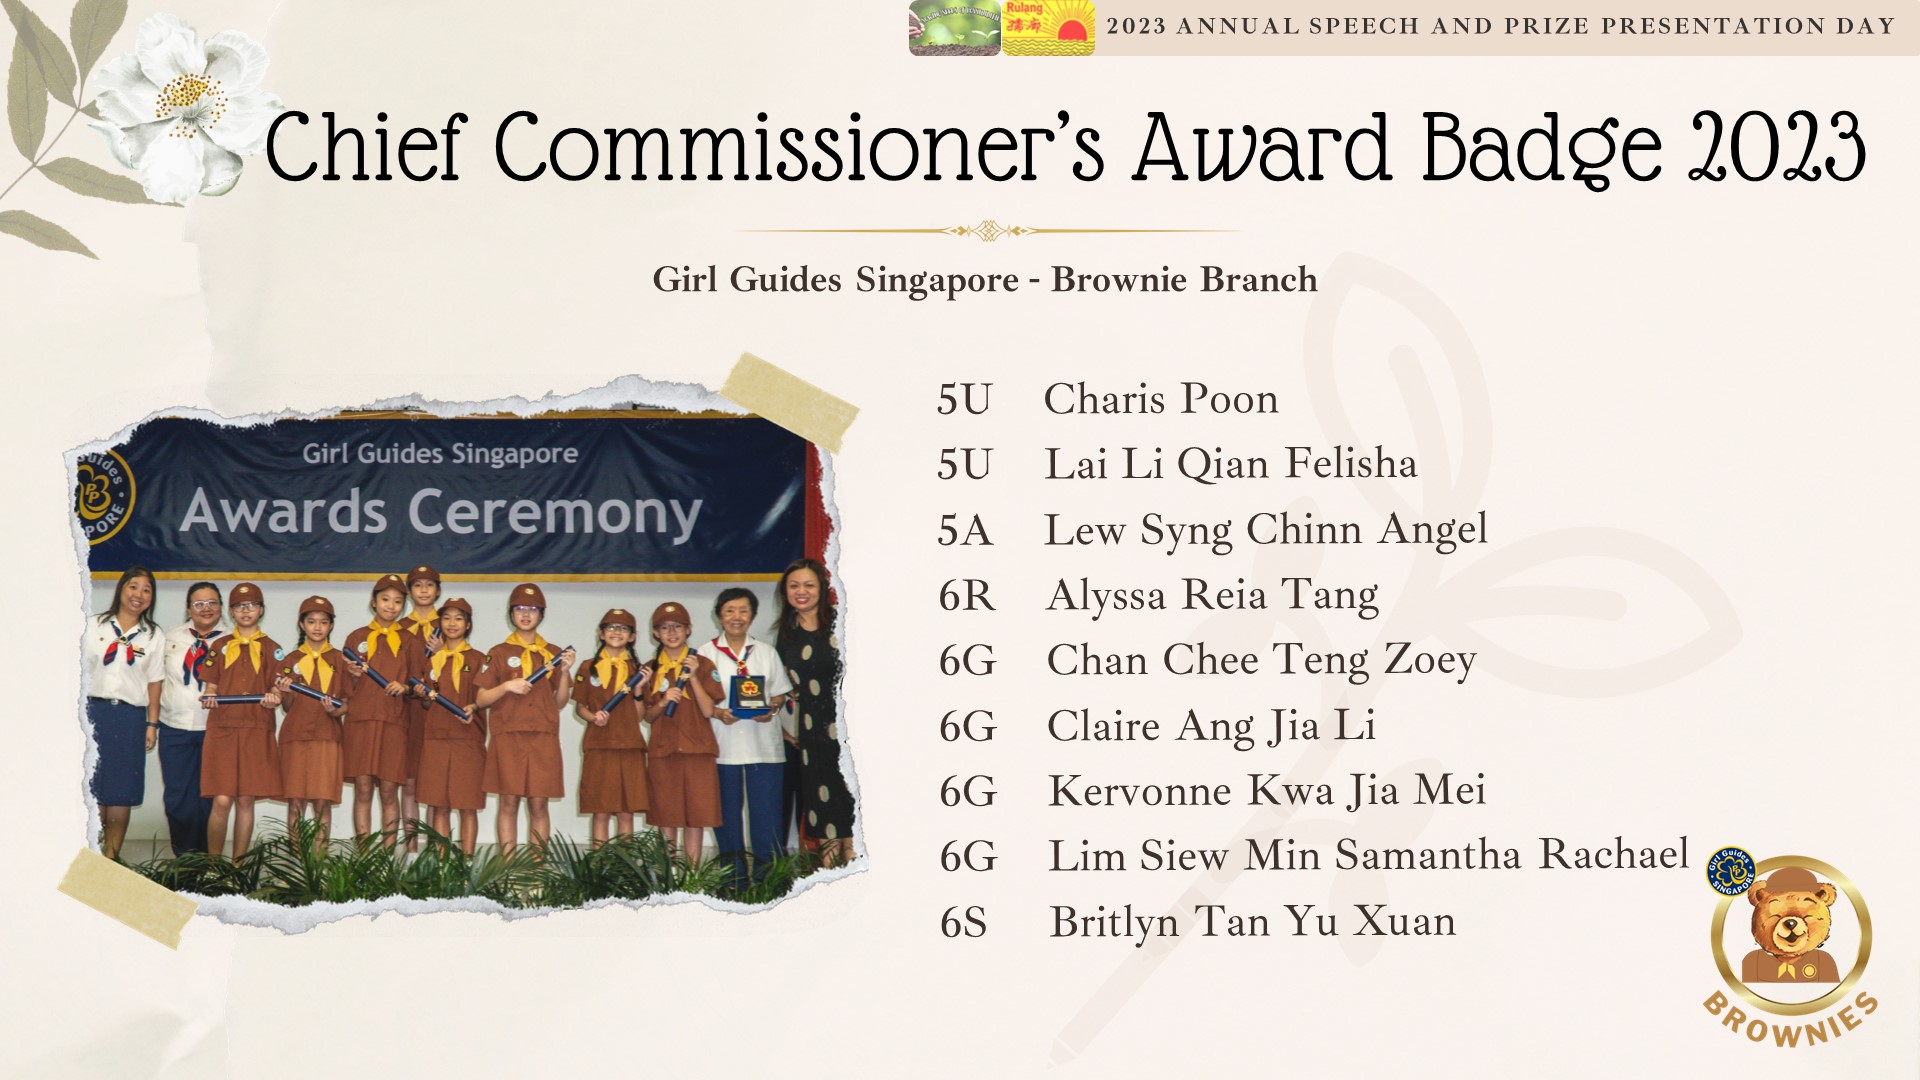 Rulang
2023 ANNUAL SPEECH AND PRIZE PRESENTATION DAY
Chief Commissioner's Award Badge 2023
Girl Guides Singapore - Brownie Branch
Girl Guides Singapore
Awards Ceremony
5U Charis Poon
5U Lai Li Qian Felisha
5A Lew Syng Chinn Angel
6R Alyssa Reia Tang
6G Chan Chee Teng Zoey
6G Claire Ang Jia Li
6G Kervonne Kwa Jia Mei
6G Lim Siew Min Samantha Rachael
6S Britlyn Tan Yu Xuan
Girl Guides
SINGAPORE
BROWNIES